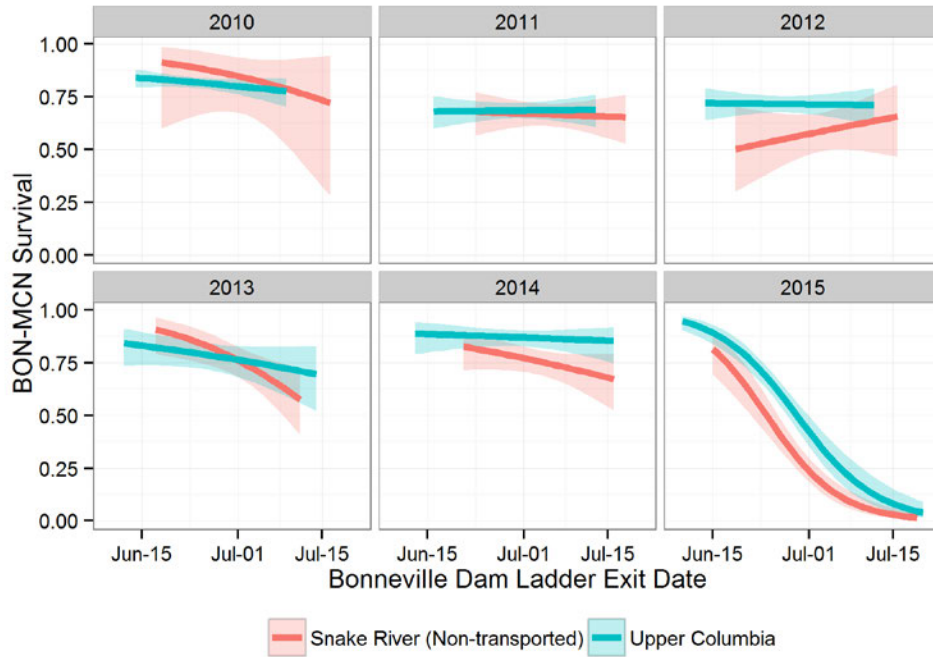 2010 2011 2012
1.00
0.75
0.50
0.25
0.00
BON-MCN Survival
2013 2014 2015
1.00
0.75
0.50
0.25
0.00
Jun-15 Jul-01 Jul-15 Jun-15 Jul-01 Jul-15 Jun-15 Jul-01 Jul-15
Bonneville Dam Ladder Exit Date
Snake River (Non-transported) Upper Columbia